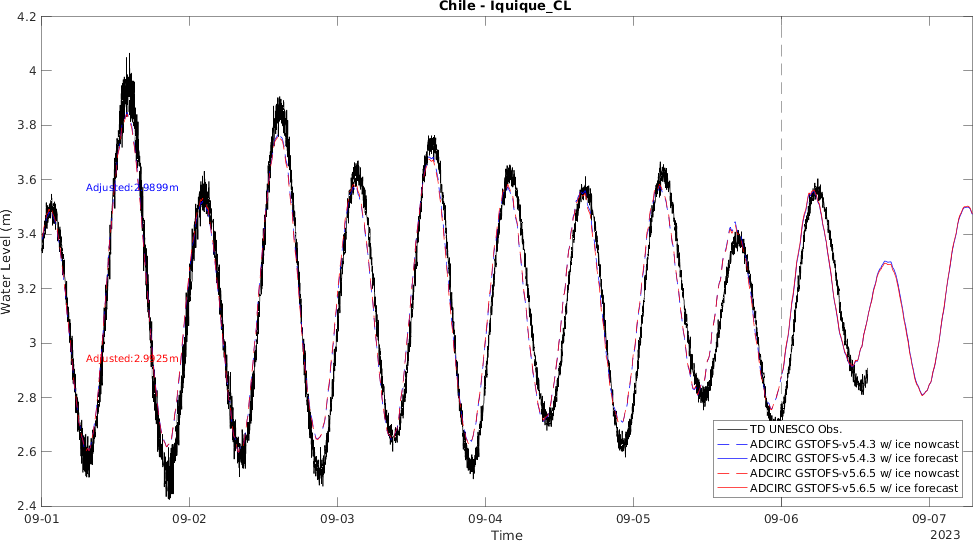 Chile - Iquique_CL
4.2
4
3.8
3.6
3.4
3.2
3
2.8
2.6
2.4
Water Level (m)
Adjusted:2.9899m
Adjusted:2.9925m
TD UNESCO Obs.
ADCIRC GSTOFS-v5.4.3 w/ ice nowcast
ADCIRC GSTOFS-v5.4.3 w/ ice forecast
ADCIRC GSTOFS-v5.6.5 w/ ice nowcast
ADCIRC GSTOFS-v5.6.5 w/ ice forecast
09-01 09-02 09-03 09-04 09-05 09-06 09-07
Time
2023